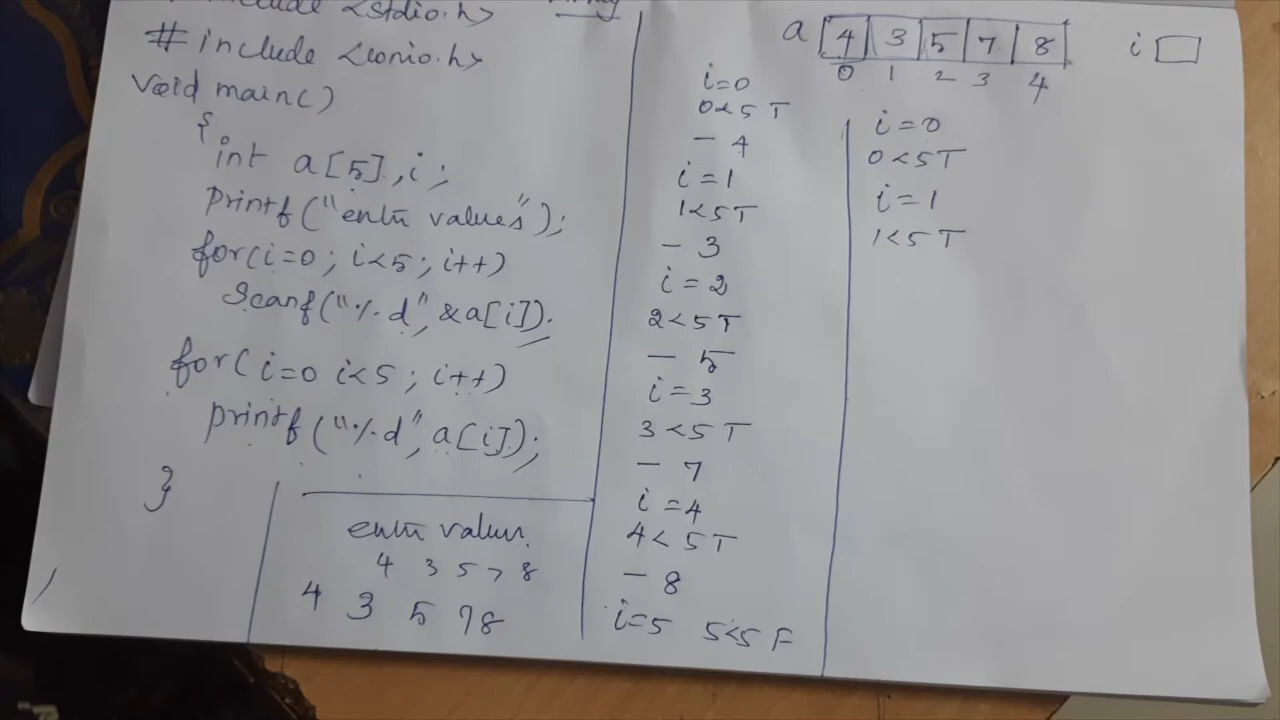 include <stdio.h>
# include <conio.h>
void main()
{
int a[5],i;
printf("enter values");
for(i=0; i<5; i++)
Scanf("%d",&a[i]);
for(i=0 i<5; i++)
printf("%d",a[i]);
}
enter values
4 3 5 7 8
4 3 5 7 8
i=0
0<5 T
- 4
i=1
1<5 T
- 3
i=2
2<5 T
- 5
i=3
3<5 T
- 7
i=4
4<5 T
- 8
i=5 5<5 F
a 4 3 5 7 8 i
0 1 2 3 4
i=0
0<5 T
i=1
1<5 T